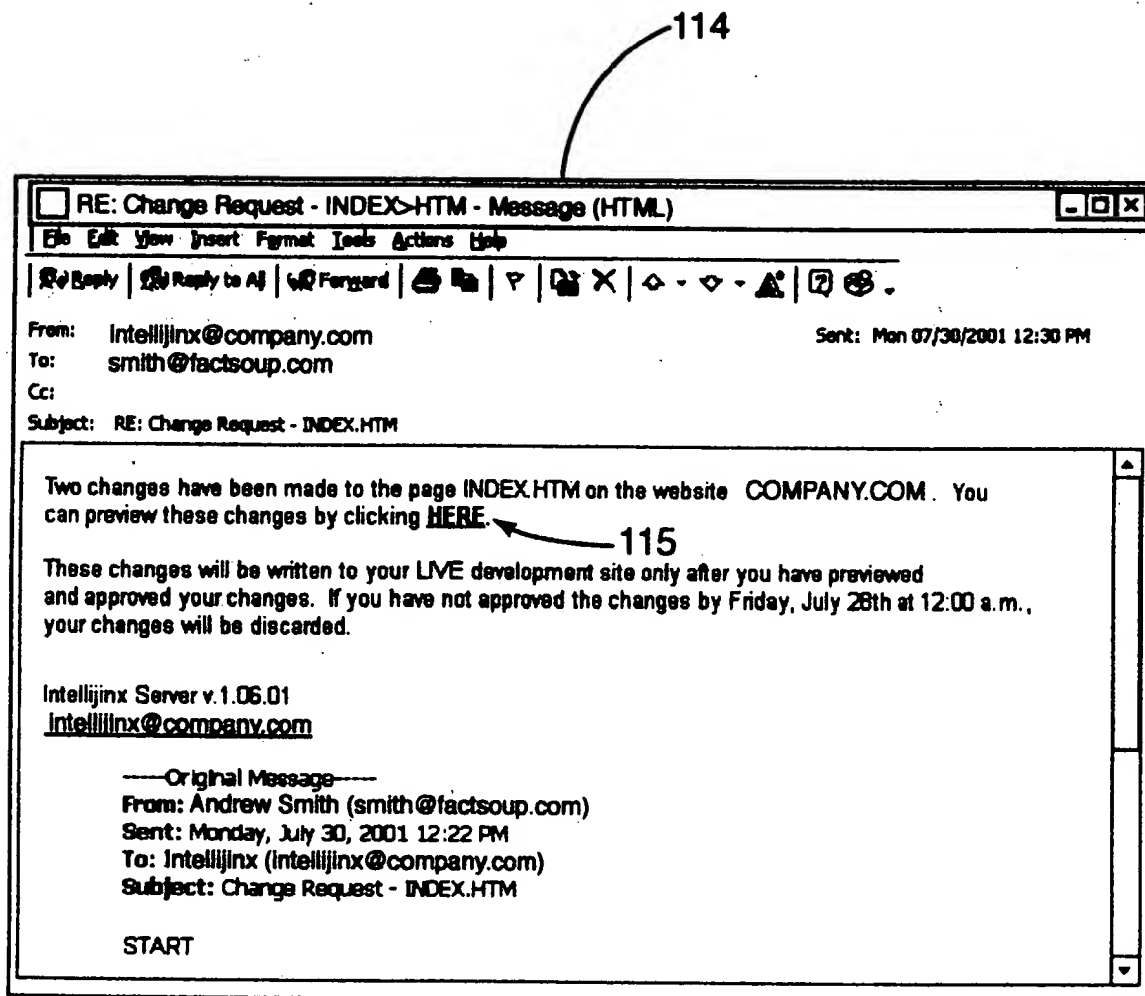 114
RE: Change Request - INDEX>HTM - Message (HTML)
File Edit View Insert Format Tools Actions Help
Reply Reply to All Forward
From: intellijinx@company.com Sent: Mon 07/30/2001 12:30 PM
To: smith@factsoup.com
Cc:
Subject: RE: Change Request - INDEX.HTM
Two changes have been made to the page INDEX.HTM on the website COMPANY.COM. You
can preview these changes by clicking HERE.
115
These changes will be written to your LIVE development site only after you have previewed
and approved your changes. If you have not approved the changes by Friday, July 28th at 12:00 a.m.,
your changes will be discarded.
Intellijinx Server v.1.06.01
intellijinx@company.com
-----Original Message-----
From: Andrew Smith (smith@factsoup.com)
Sent: Monday, July 30, 2001 12:22 PM
To: Intellijinx (intellijinx@company.com)
Subject: Change Request - INDEX.HTM
START